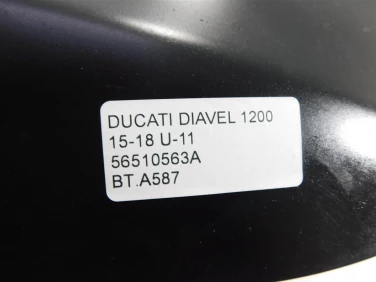 DUCATI DIAVEL 1200
15-18 U-11
56510563A
BT.A587